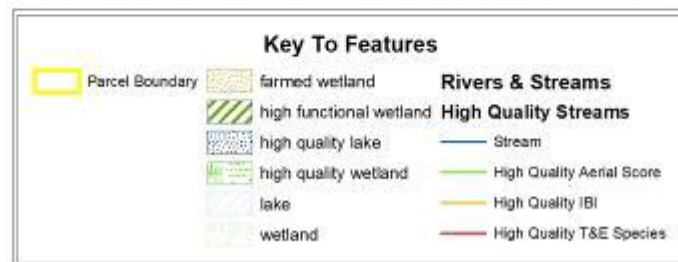 Key To Features
Parcel Boundary
farmed wetland
high functional wetland
high quality lake
high quality wetland
lake
wetland
Rivers & Streams
High Quality Streams
Stream
High Quality Aerial Score
High Quality IBI
High Quality T&E Species